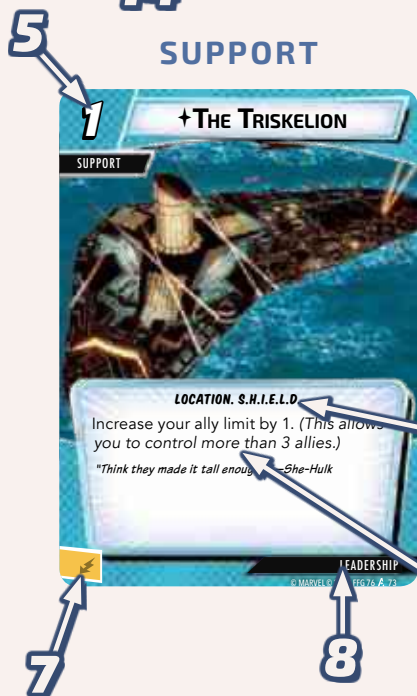 5
SUPPORT
1
THE TRISKELION
SUPPORT
LOCATION. S.H.I.E.L.D.
Increase your ally limit by 1. (This allows
you to control more than 3 allies.)
"Think they made it tall —She-Hulk
LEADERSHIP
© MARVEL © FFG 76 73
7
8